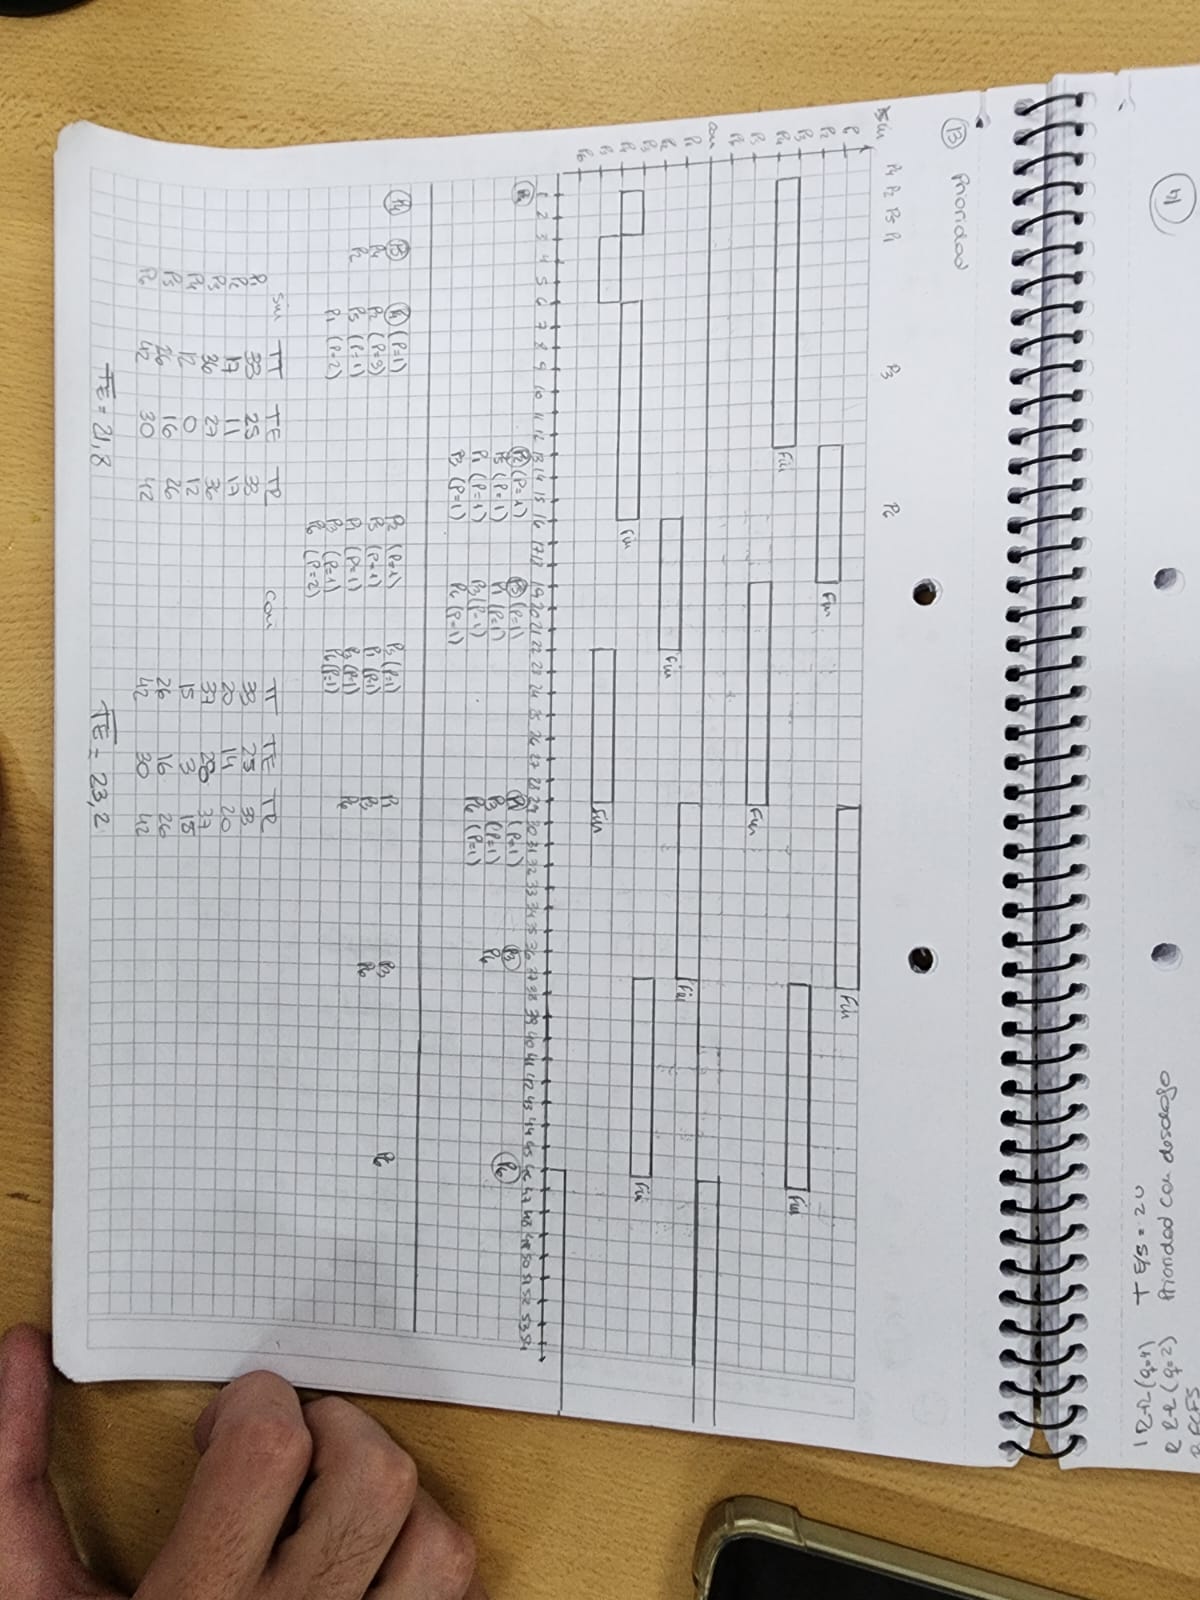 14
1 R-R (q=4) T E/S = 2u
2 R-R (q=2) Prioridad con desalojo
3 FCFS
13 Prioridad
P4 P2 P5 P1 P3 P6
Sin
P1 Fin
P2 Fin
P3 Fin
P4 Fin
P5 Fin
P6
con
P1 Fin
P2 Fin
P3 Fin
P4 Fin
P5 Fin
P6
1 2 3 4 5 6 7 8 9 10 11 12 13 14 15 16 17 18 19 20 21 22 23 24 25 26 27 28 29 30 31 32 33 34 35 36 37 38 39 40 41 42 43 44 45 46 47 48 49 50 51 52 53 54
P4 P2 (P=1) P5 (P=1) P1 (P=1) P3 P6
P5 (P=1) P1 (P=1) P3 (P=1) P6
P1 (P=1) P3 (P=1) P6 (P=1)
P3 (P=1) P6 (P=1)
P4 P5 P4 (P=1) P2 (P=1) P5 (P=1) P1 P3 P6
P4 P2 (P=3) P5 (P=1) P1 (P=1) P3 P6
P2 P5 (P=1) P1 (P=1) P3 (P=1) P6
P1 (P=2) P3 (P=1) P6 (P=1)
P6 (P=2)
Sin TT TE TR con TT TE TR
P1 33 25 33 33 25 33
P2 17 11 17 20 14 20
P3 36 27 36 37 28 37
P4 12 0 12 15 3 15
P5 26 16 26 26 16 26
P6 42 30 42 42 30 42
TE = 21,8 TE = 23,2